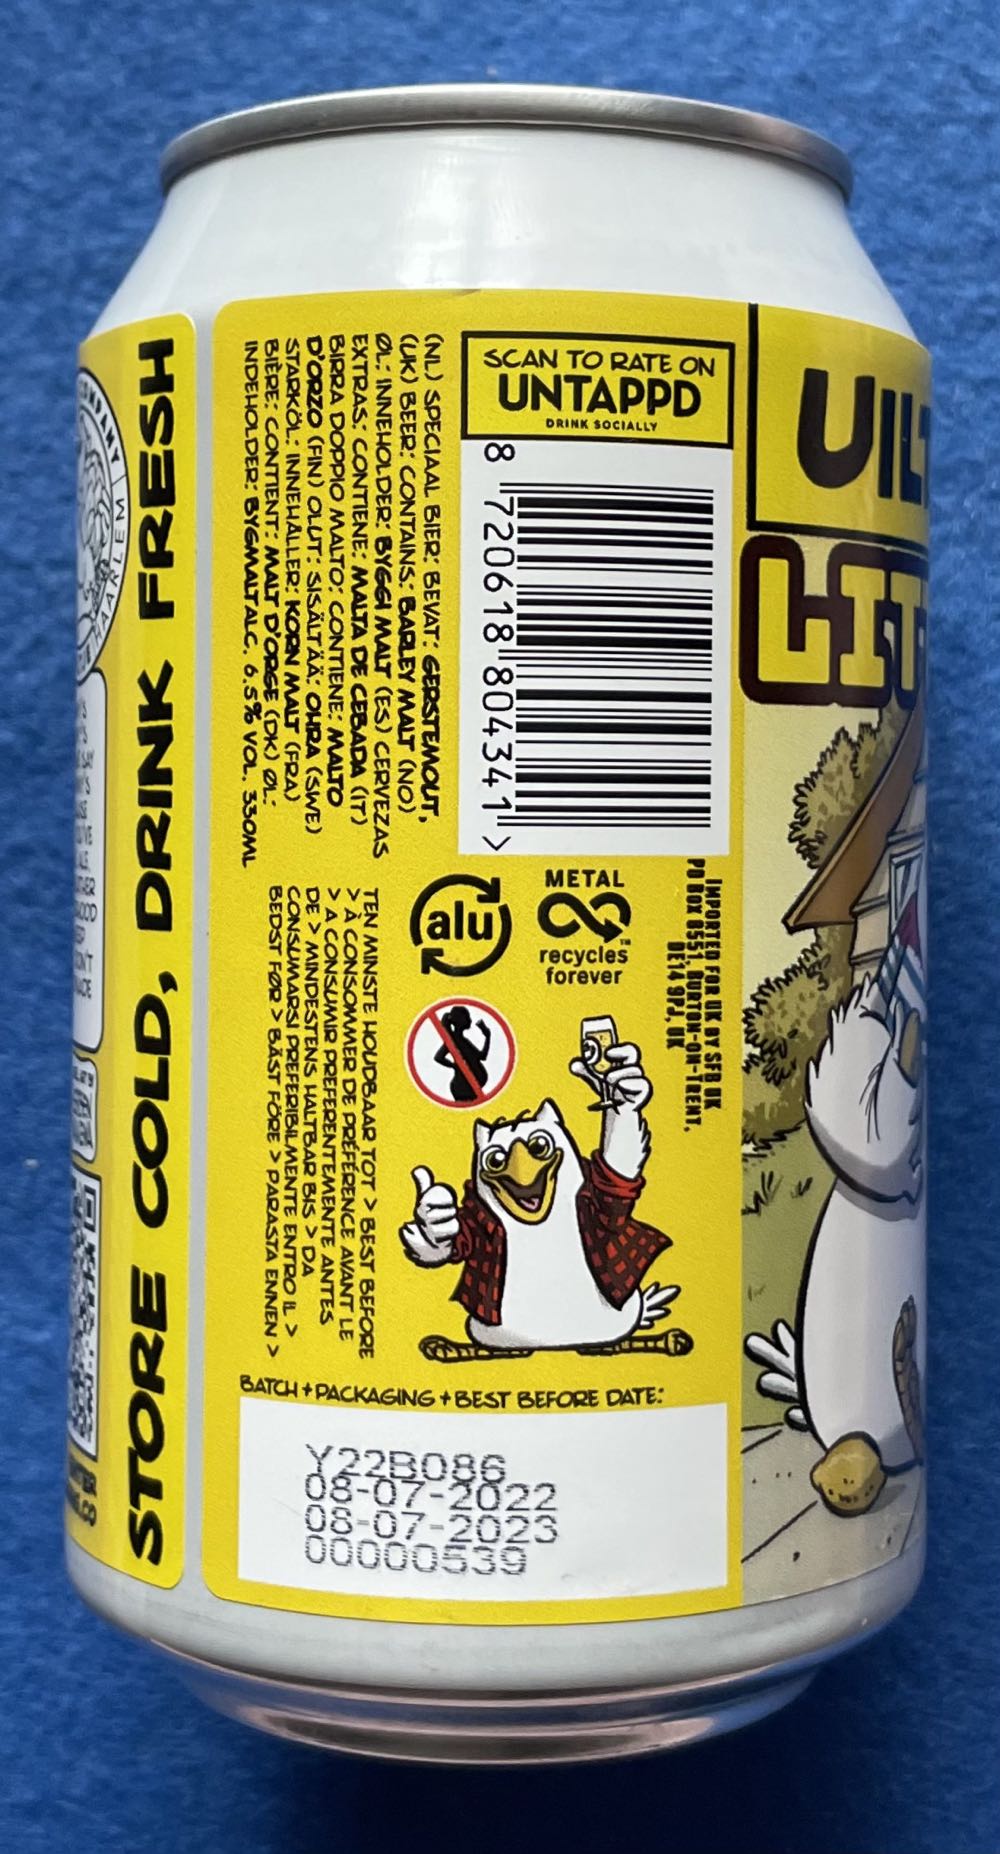 STORE COLD, DRINK FRESH
HAARLEM
SCAN TO RATE ON
UNTAPPD
DRINK SOCIALLY
8 720618 804341 >
(NL) SPECIAAL BIER: BEVAT: GERSTEMOUT,
(UK) BEER: CONTAINS: BARLEY MALT (NO)
ØL: INNEHOLDER: BYGGI MALT (ES) CERVEZAS
EXTRAS: CONTIENE: MALTA DE CEBADA (IT)
BIRRA DOPPIO MALTO: CONTIENE: MALTO
D'ORZO (FIN) OLUT: SISÄLTÄÄ: OHRA (SWE)
STARKÖL: INNEHÅLLER: KORN MALT (FRA)
BIÈRE: CONTIENT: MALT D'ORGE (DK) ØL:
INDEHOLDER: BYGMALT ALC. 6.5% VOL. 330ML
METAL
recycles
forever
alu
IMPORTED FOR UK BY SFB UK
PO BOX 8551, BURTON-ON-TRENT,
DE14 9PJ, UK
TEN MINSTE HOUDBAAR TOT > BEST BEFORE
> À CONSOMMER DE PRÉFÉRENCE AVANT LE
> A CONSUMIR PREFERENTEMENTE ANTES
DE > MINDESTENS HALTBAR BIS > DA
CONSUMARSI PREFERIBILMENTE ENTRO IL >
BEDST FØR > BÄST FÖRE > PARASTA ENNEN >
BATCH + PACKAGING + BEST BEFORE DATE:
Y22B086
08-07-2022
08-07-2023
00000539